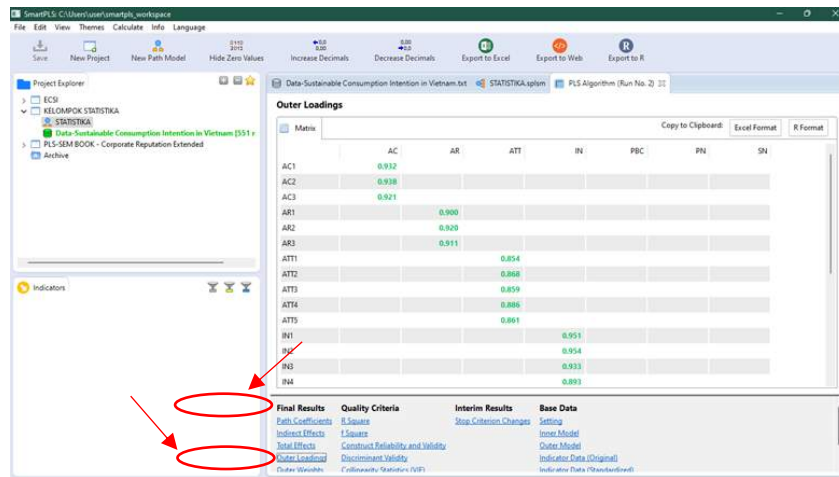 SmartPLS: C:\Users\user\smartpls_workspace
File Edit View Themes Calculate Info Language
Save New Project New Path Model Hide Zero Values Increase Decimals Decrease Decimals Export to Excel Export to Web Export to R
Project Explorer
ECSI
KELOMPOK STATISTIKA
STATISTIKA
Data-Sustainable Consumption Intention in Vietnam [551 r
PLS-SEM BOOK - Corporate Reputation Extended
Archive
Indicators
Data-Sustainable Consumption Intention in Vietnam.txt STATISTIKA.splsm PLS Algorithm (Run No. 2)
Outer Loadings
Matrix Copy to Clipboard: Excel Format R Format
AC AR ATT IN PBC PN SN
AC1 0.932
AC2 0.938
AC3 0.921
AR1 0.900
AR2 0.920
AR3 0.911
ATT1 0.854
ATT2 0.868
ATT3 0.859
ATT4 0.886
ATT5 0.861
IN1 0.951
IN2 0.954
IN3 0.933
IN4 0.893
Final Results Quality Criteria Interim Results Base Data
Path Coefficients R Square Stop Criterion Changes Setting
Indirect Effects f Square Inner Model
Total Effects Construct Reliability and Validity Outer Model
Outer Loadings Discriminant Validity Indicator Data (Original)
Outer Weights Collinearity Statistics (VIF) Indicator Data (Standardized)